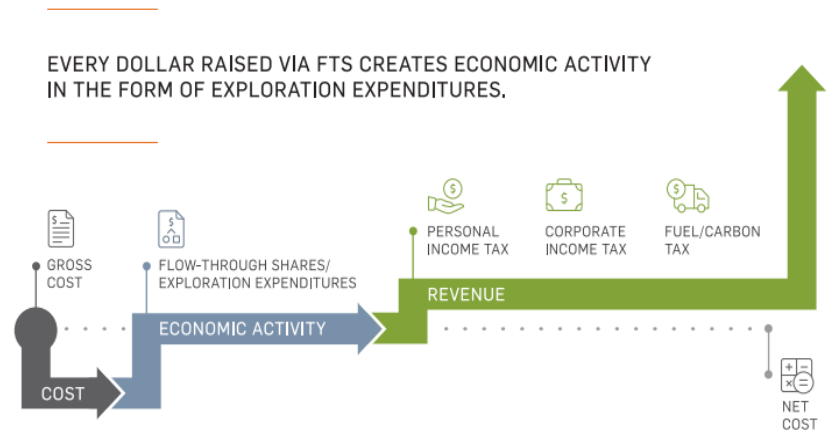 EVERY DOLLAR RAISED VIA FTS CREATES ECONOMIC ACTIVITY
IN THE FORM OF EXPLORATION EXPENDITURES.
GROSS
COST
FLOW-THROUGH SHARES/
EXPLORATION EXPENDITURES
PERSONAL
INCOME TAX
CORPORATE
INCOME TAX
FUEL/CARBON
TAX
REVENUE
ECONOMIC ACTIVITY
COST
NET
COST